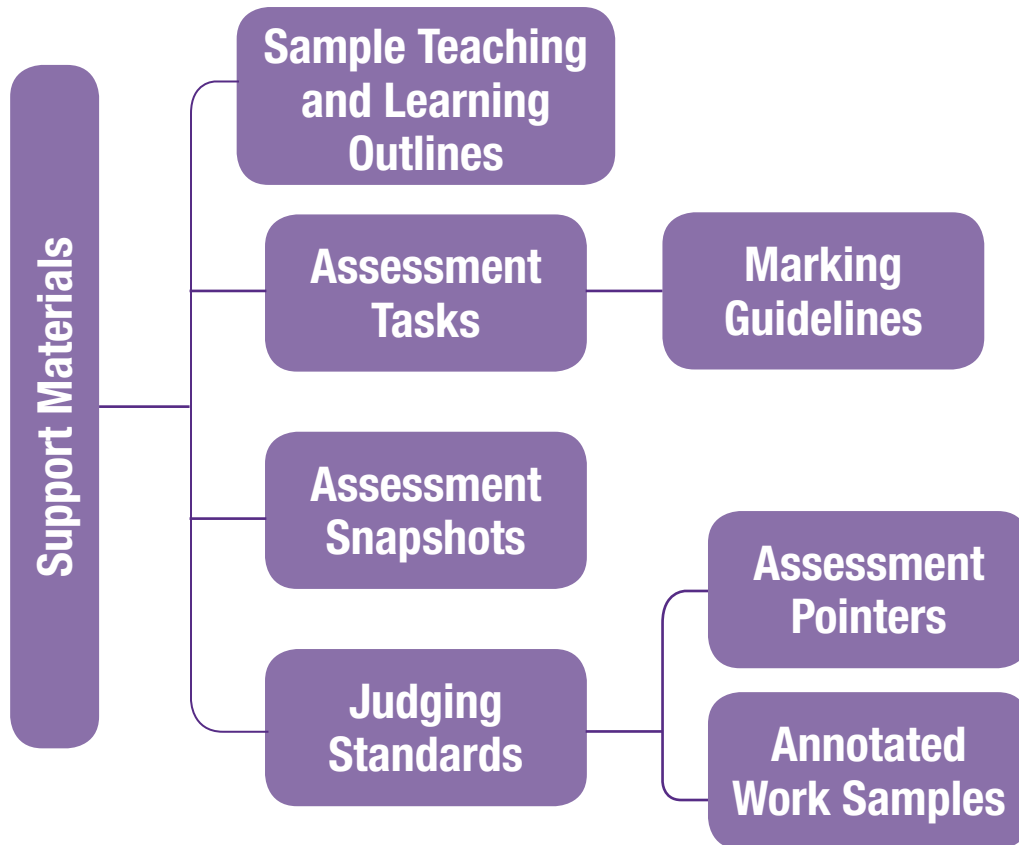 Support Materials
Sample Teaching
and Learning
Outlines
Assessment
Tasks
Marking
Guidelines
Assessment
Snapshots
Judging
Standards
Assessment
Pointers
Annotated
Work Samples